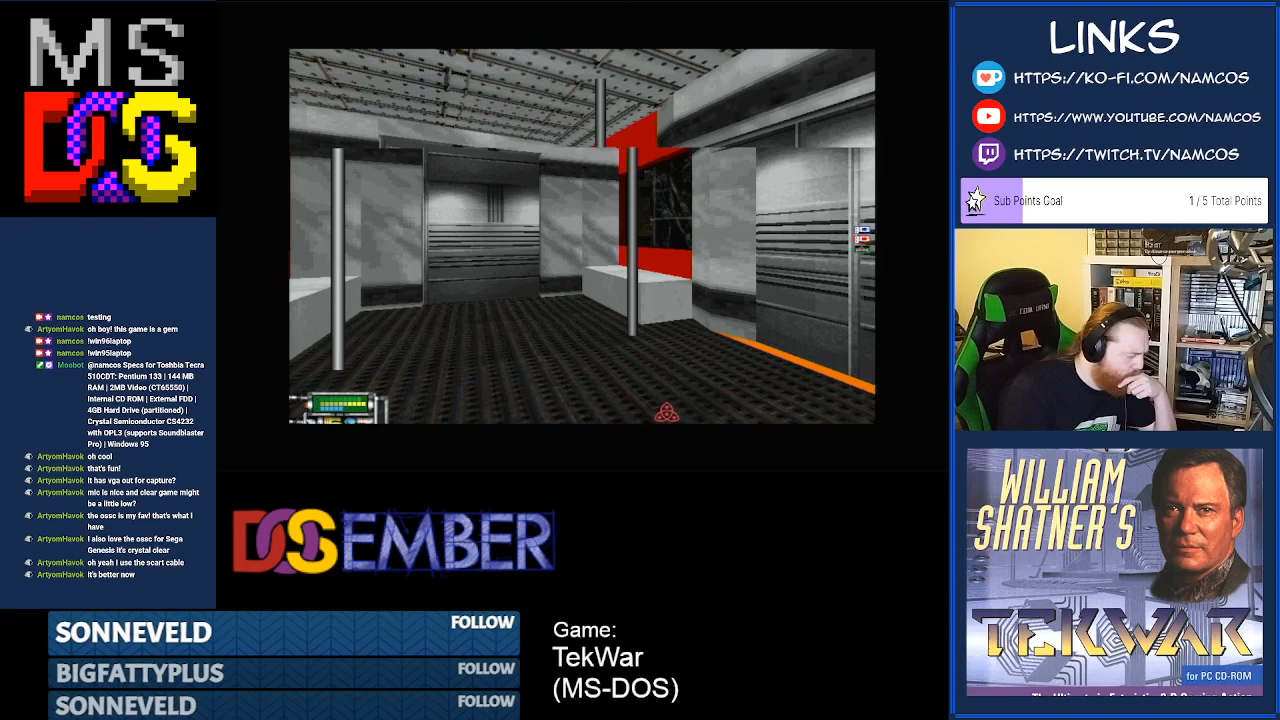 MS
DOS
namcos testing
ArtyomHavok oh boy! this game is a gem
namcos !win96laptop
namcos !win95laptop
Moobot @namcos Specs for Toshbia Tecra
510CDT: Pentium 133 | 144 MB
RAM | 2MB Video (CT65550) |
Internal CD ROM | External FDD |
4GB Hard Drive (partitioned) |
Crystal Semiconductor CS4232
with OPL3 (supports Soundblaster
Pro) | Windows 95
ArtyomHavok oh cool
ArtyomHavok that's fun!
ArtyomHavok it has vga out for capture?
ArtyomHavok mic is nice and clear game might
be a little low?
ArtyomHavok the ossc is my fav! that's what I
have
ArtyomHavok I also love the ossc for Sega
Genesis it's crystal clear
ArtyomHavok oh yeah I use the scart cable
ArtyomHavok It's better now
DOSEMBER
SONNEVELD FOLLOW
BIGFATTYPLUS FOLLOW
SONNEVELD FOLLOW
Game:
TekWar
(MS-DOS)
LINKS
HTTPS://KO-FI.COM/NAMCOS
HTTPS://WWW.YOUTUBE.COM/NAMCOS
HTTPS://TWITCH.TV/NAMCOS
Sub Points Goal 1 / 5 Total Points
WILLIAM
SHATNER'S
TEKWAR
for PC CD-ROM